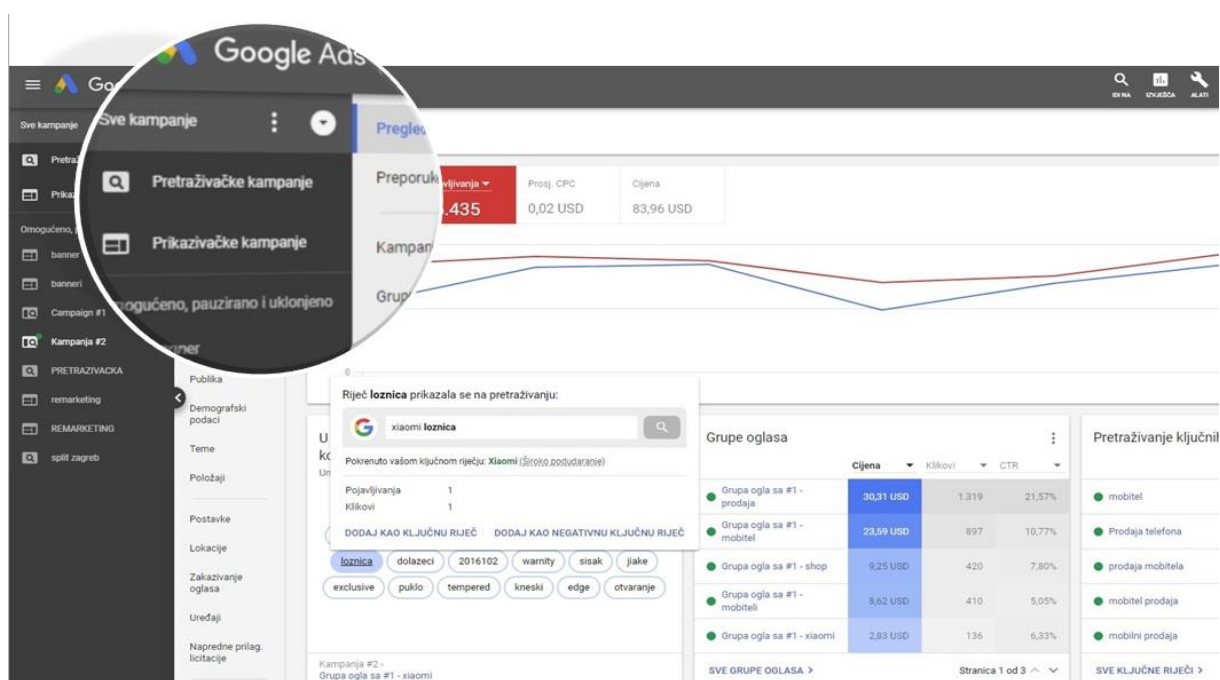 Google Ads
Go
IDI NA
IZVJEŠĆA
ALATI
Sve kampanje
Sve kampanje
Pretraživačke kampanje
Prikazivačke kampanje
pauzirano i uklonjeno
Omogućeno,
banner
banneri
Campaign #1
Kampanja #2
PRETRAZIVACKA
remarketing
REMARKETING
split zagreb
Publika
Demografski
podaci
Teme
Položaji
Postavke
Lokacije
Zakazivanje
oglasa
Uređaji
Napredne prilag.
licitacije
Prosj. CPC
0,02 USD
Cijena
83,96 USD
0
Riječ loznica prikazala se na pretraživanju:
xiaomi loznica
Pokrenuto vašom ključnom riječju: Xiaomi (Široko podudaranje)
Pojavljivanja 1
Klikovi 1
DODAJ KAO KLJUČNU RIJEČ DODAJ KAO NEGATIVNU KLJUČNU RIJEČ
loznica dolazeci 2016102 warnity sisak jiake
exclusive puklo tempered kneski edge otvaranje
Kampanja #2 ›
Grupa ogla sa #1 - xiaomi
Grupe oglasa
Cijena Klikovi CTR
Grupa ogla sa #1 -
prodaja
30,31 USD 1.319 21,57%
Grupa ogla sa #1 -
mobitel
23,59 USD 897 10,77%
Grupa ogla sa #1 - shop 9,25 USD 420 7,80%
Grupa ogla sa #1 -
mobiteli
8,62 USD 410 5,05%
Grupa ogla sa #1 - xiaomi 2,83 USD 136 6,33%
SVE GRUPE OGLASA > Stranica 1 od 3
Pretraživanje ključnih
mobitel
Prodaja telefona
prodaja mobitela
mobitel prodaja
mobilni prodaja
SVE KLJUČNE RIJEČI >